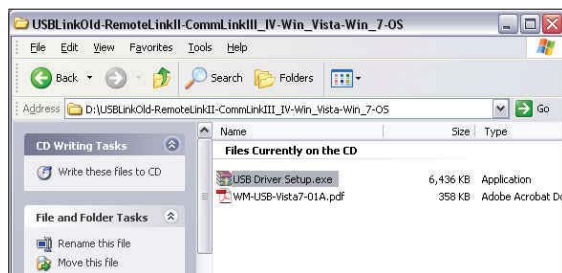 USBLinkOld-RemoteLinkII-CommLinkIII_IV-Win_Vista-Win_7-OS
File Edit View Favorites Tools Help
Back Search Folders
Address D:\USBLinkOld-RemoteLinkII-CommLinkIII_IV-Win_Vista-Win_7-OS Go
Name Size Type
CD Writing Tasks
Files Currently on the CD
Write these files to CD
USB Driver Setup.exe 6,436 KB Application
WM-USB-Vista7-01A.pdf 358 KB Adobe Acrobat Do
File and Folder Tasks
Rename this file
Move this file